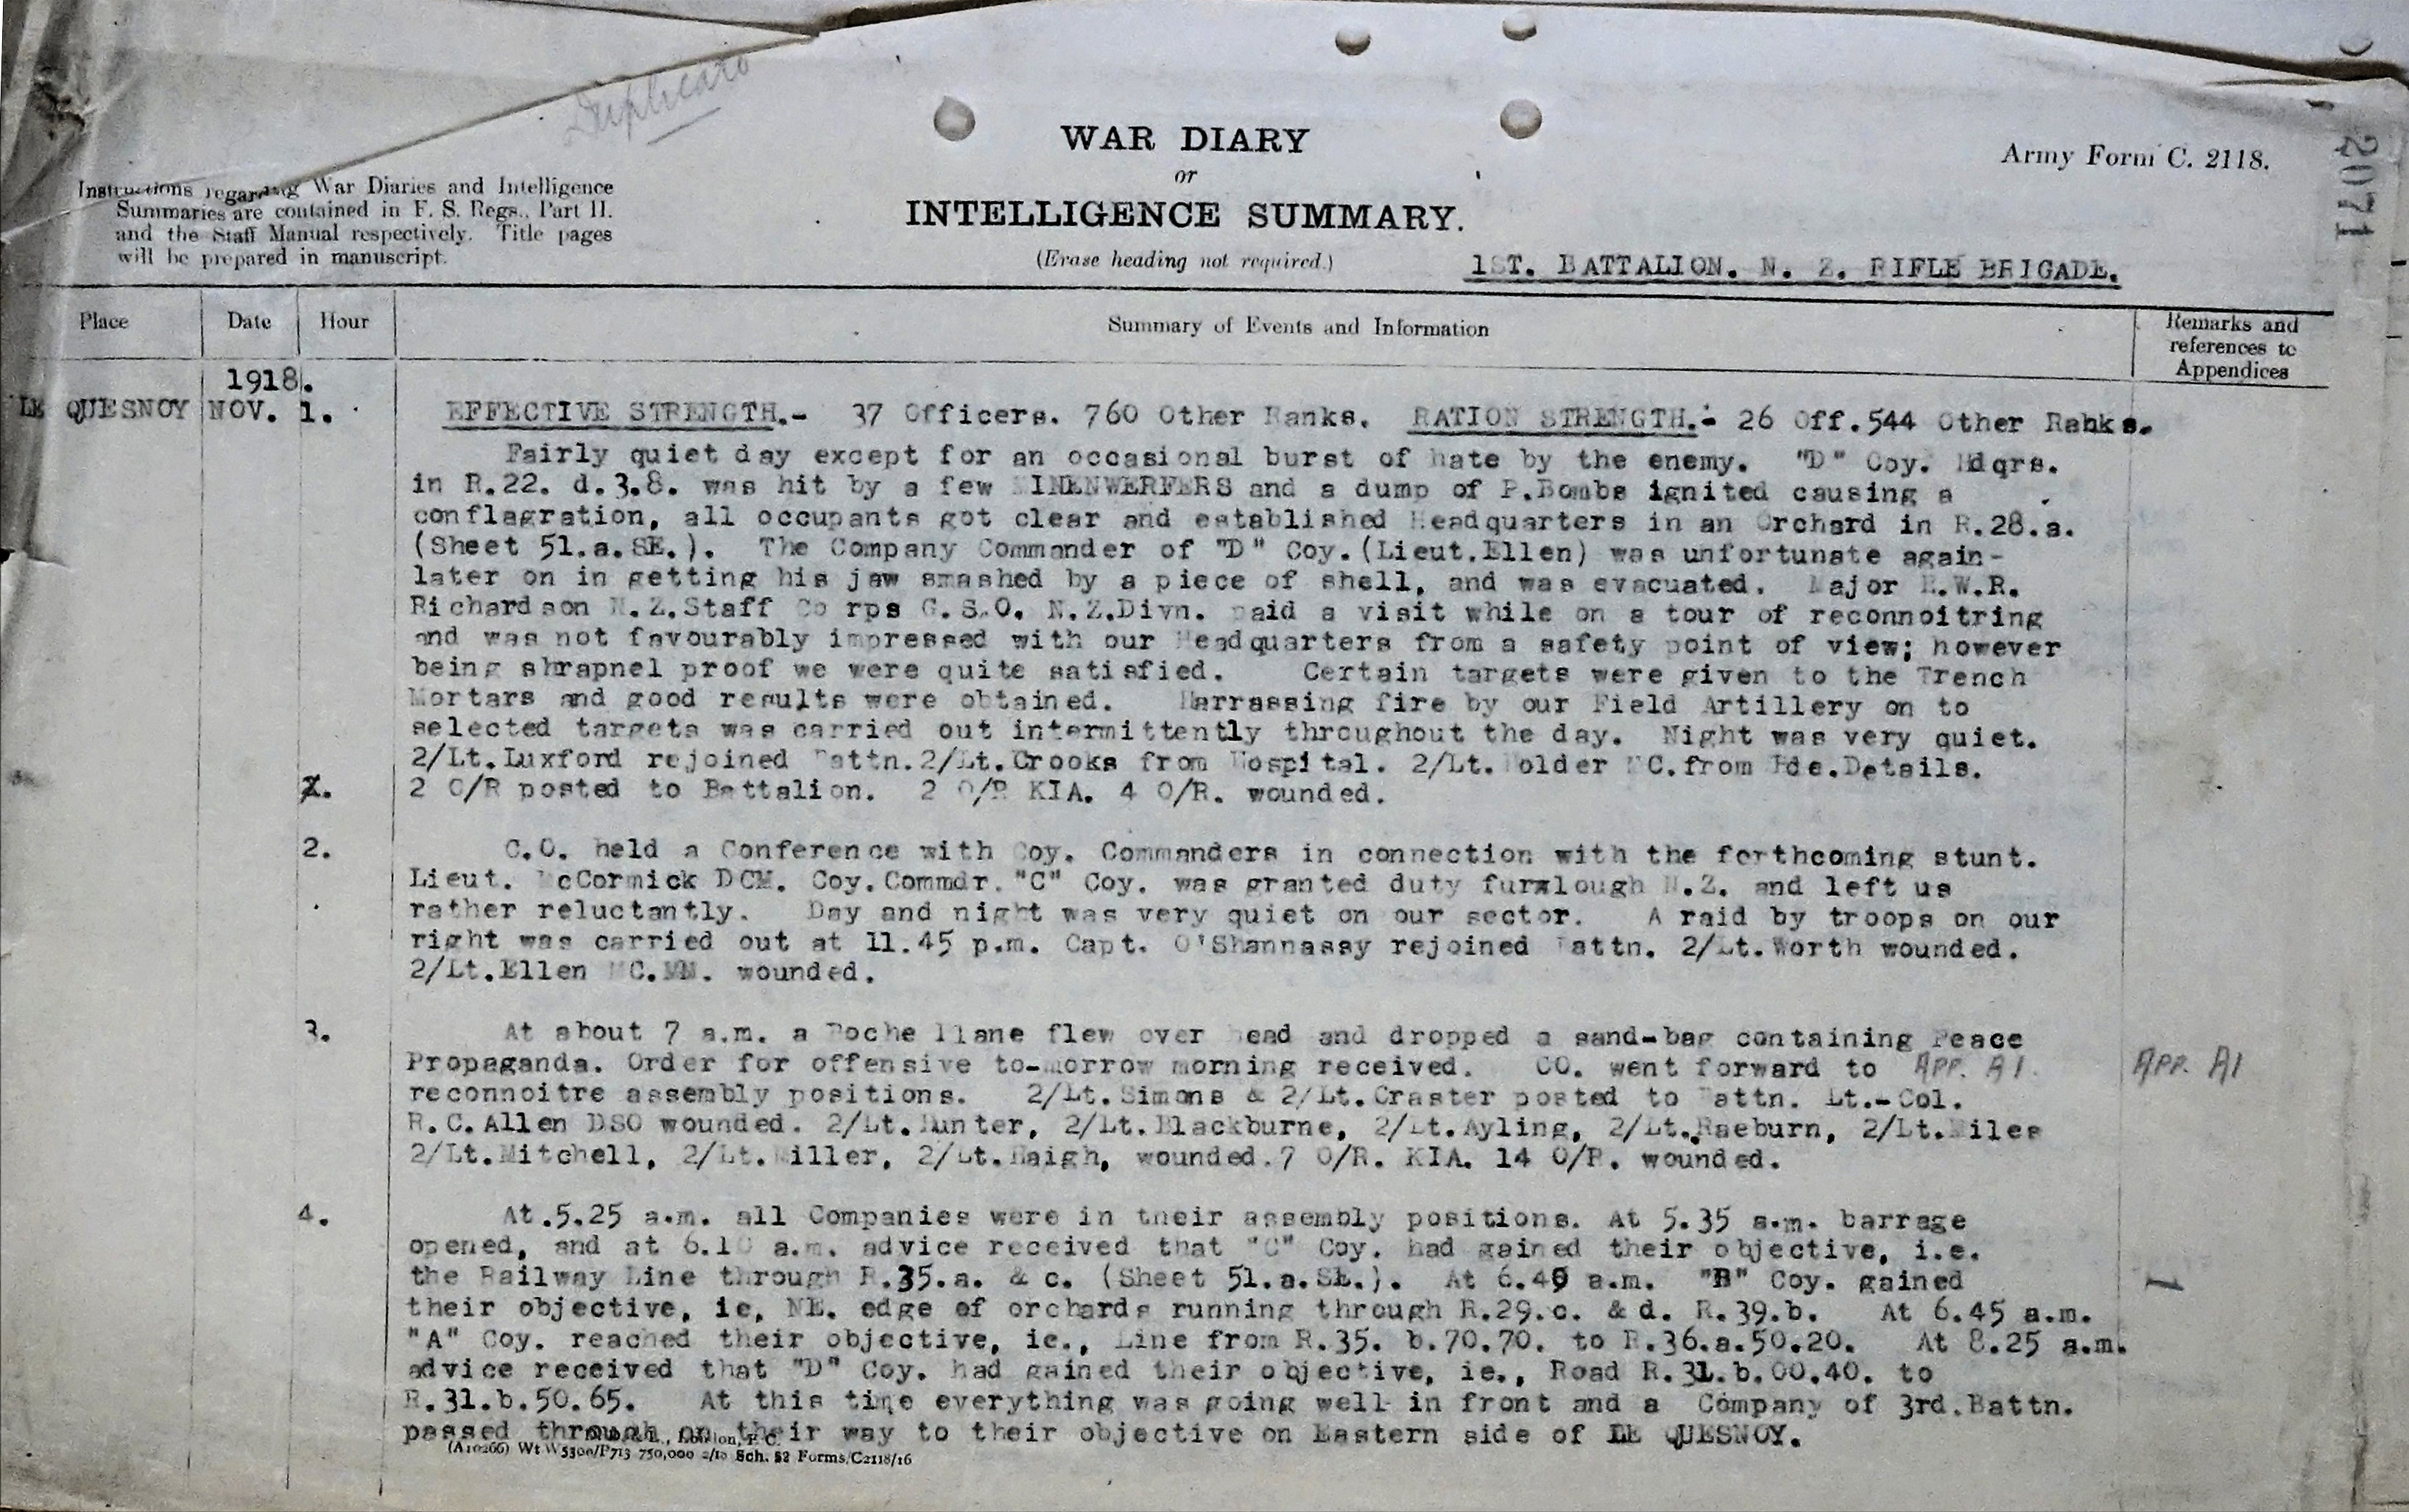 Duplicate
WAR DIARY
or
INTELLIGENCE SUMMARY.
(Erase heading not required.)
Army Form C. 2118.
2071
Instructions regarding War Diaries and Intelligence
Summaries are contained in F. S. Regs., Part II.
and the Staff Manual respectively. Title pages
will be prepared in manuscript.
1ST. BATTALION. N. Z. RIFLE BRIGADE.
Place Date Hour Summary of Events and Information Remarks and
references to
Appendices
1918.
LE QUESNOY NOV. 1. EFFECTIVE STRENGTH.- 37 Officers. 760 Other Ranks. RATION STRENGTH.- 26 Off.544 Other Ranks.
Fairly quiet day except for an occasional burst of hate by the enemy. "D" Coy. Hdqrs.
in R.22. d.3.8. was hit by a few MINENWERFERS and a dump of P.Bombs ignited causing a
conflagration, all occupants got clear and established Headquarters in an Orchard in R.28.a.
(Sheet 51.a.SE.). The Company Commander of "D" Coy.(Lieut.Ellen) was unfortunate again-
later on in getting his jaw smashed by a piece of shell, and was evacuated. Major H.W.R.
Richardson N.Z.Staff Co rps G.S.O. N.Z.Divn. paid a visit while on a tour of reconnoitring
and was not favourably impressed with our Headquarters from a safety point of view; however
being shrapnel proof we were quite satisfied. Certain targets were given to the Trench
Mortars and good results were obtained. Harrassing fire by our Field Artillery on to
selected targets was carried out intermittently throughout the day. Night was very quiet.
2/Lt.Luxford rejoined Battn.2/Lt.Crooks from Hospital. 2/Lt. older MC.from Bde.Details.
2. 2 O/R posted to Battalion. 2 O/R KIA. 4 O/R. wounded.
2. C.O. held a Conference with Coy. Commanders in connection with the forthcoming stunt.
Lieut. McCormick DCM. Coy.Commdr."C" Coy. was granted duty furxlough N.Z. and left us
rather reluctantly. Day and night was very quiet on our sector. A raid by troops on our
right was carried out at 11.45 p.m. Capt. O'Shannassy rejoined Battn. 2/Lt.Worth wounded.
2/Lt.Ellen MC.MM. wounded.
3. At about 7 a.m. a Boche llane flew over head and dropped a sand-bag containing Peace
Propaganda. Order for offensive to-morrow morning received. CO. went forward to APP. A1. APP. A1
reconnoitre assembly positions. 2/Lt.Simons & 2/Lt.Craster posted to Battn. Lt.-Col.
R.C.Allen DSO wounded. 2/Lt.Hunter, 2/Lt.Blackburne, 2/Lt.Ayling, 2/Lt.Raeburn, 2/Lt.Miles
2/Lt.Mitchell, 2/Lt.Miller, 2/Lt.Haigh, wounded.7 O/R. KIA. 14 O/R. wounded.
4. At.5.25 a.m. all Companies were in their assembly positions. At 5.35 a.m. barrage
opened, and at 6.10 a.m. advice received that "C" Coy. had gained their objective, i.e.
the Railway Line through R.35.a. & c. (Sheet 51.a.SE.). At 6.40 a.m. "B" Coy. gained
their objective, ie, NE. edge of orchards running through R.29.c. & d. R.39.b. At 6.45 a.m.
"A" Coy. reached their objective, ie., Line from R.35. b.70.70. to R.36.a.50.20. At 8.25 a.m.
advice received that "D" Coy. had gained their objective, ie., Road R.31.b.00.40. to
R.31.b.50.65. At this time everything was going well in front and a Company of 3rd.Battn.
passed through on their way to their objective on Eastern side of LE QUESNOY.
London, E.C.
(A10266) Wt W5300/P713 750,000 2/18 Sch. 52 Forms/C2118/16